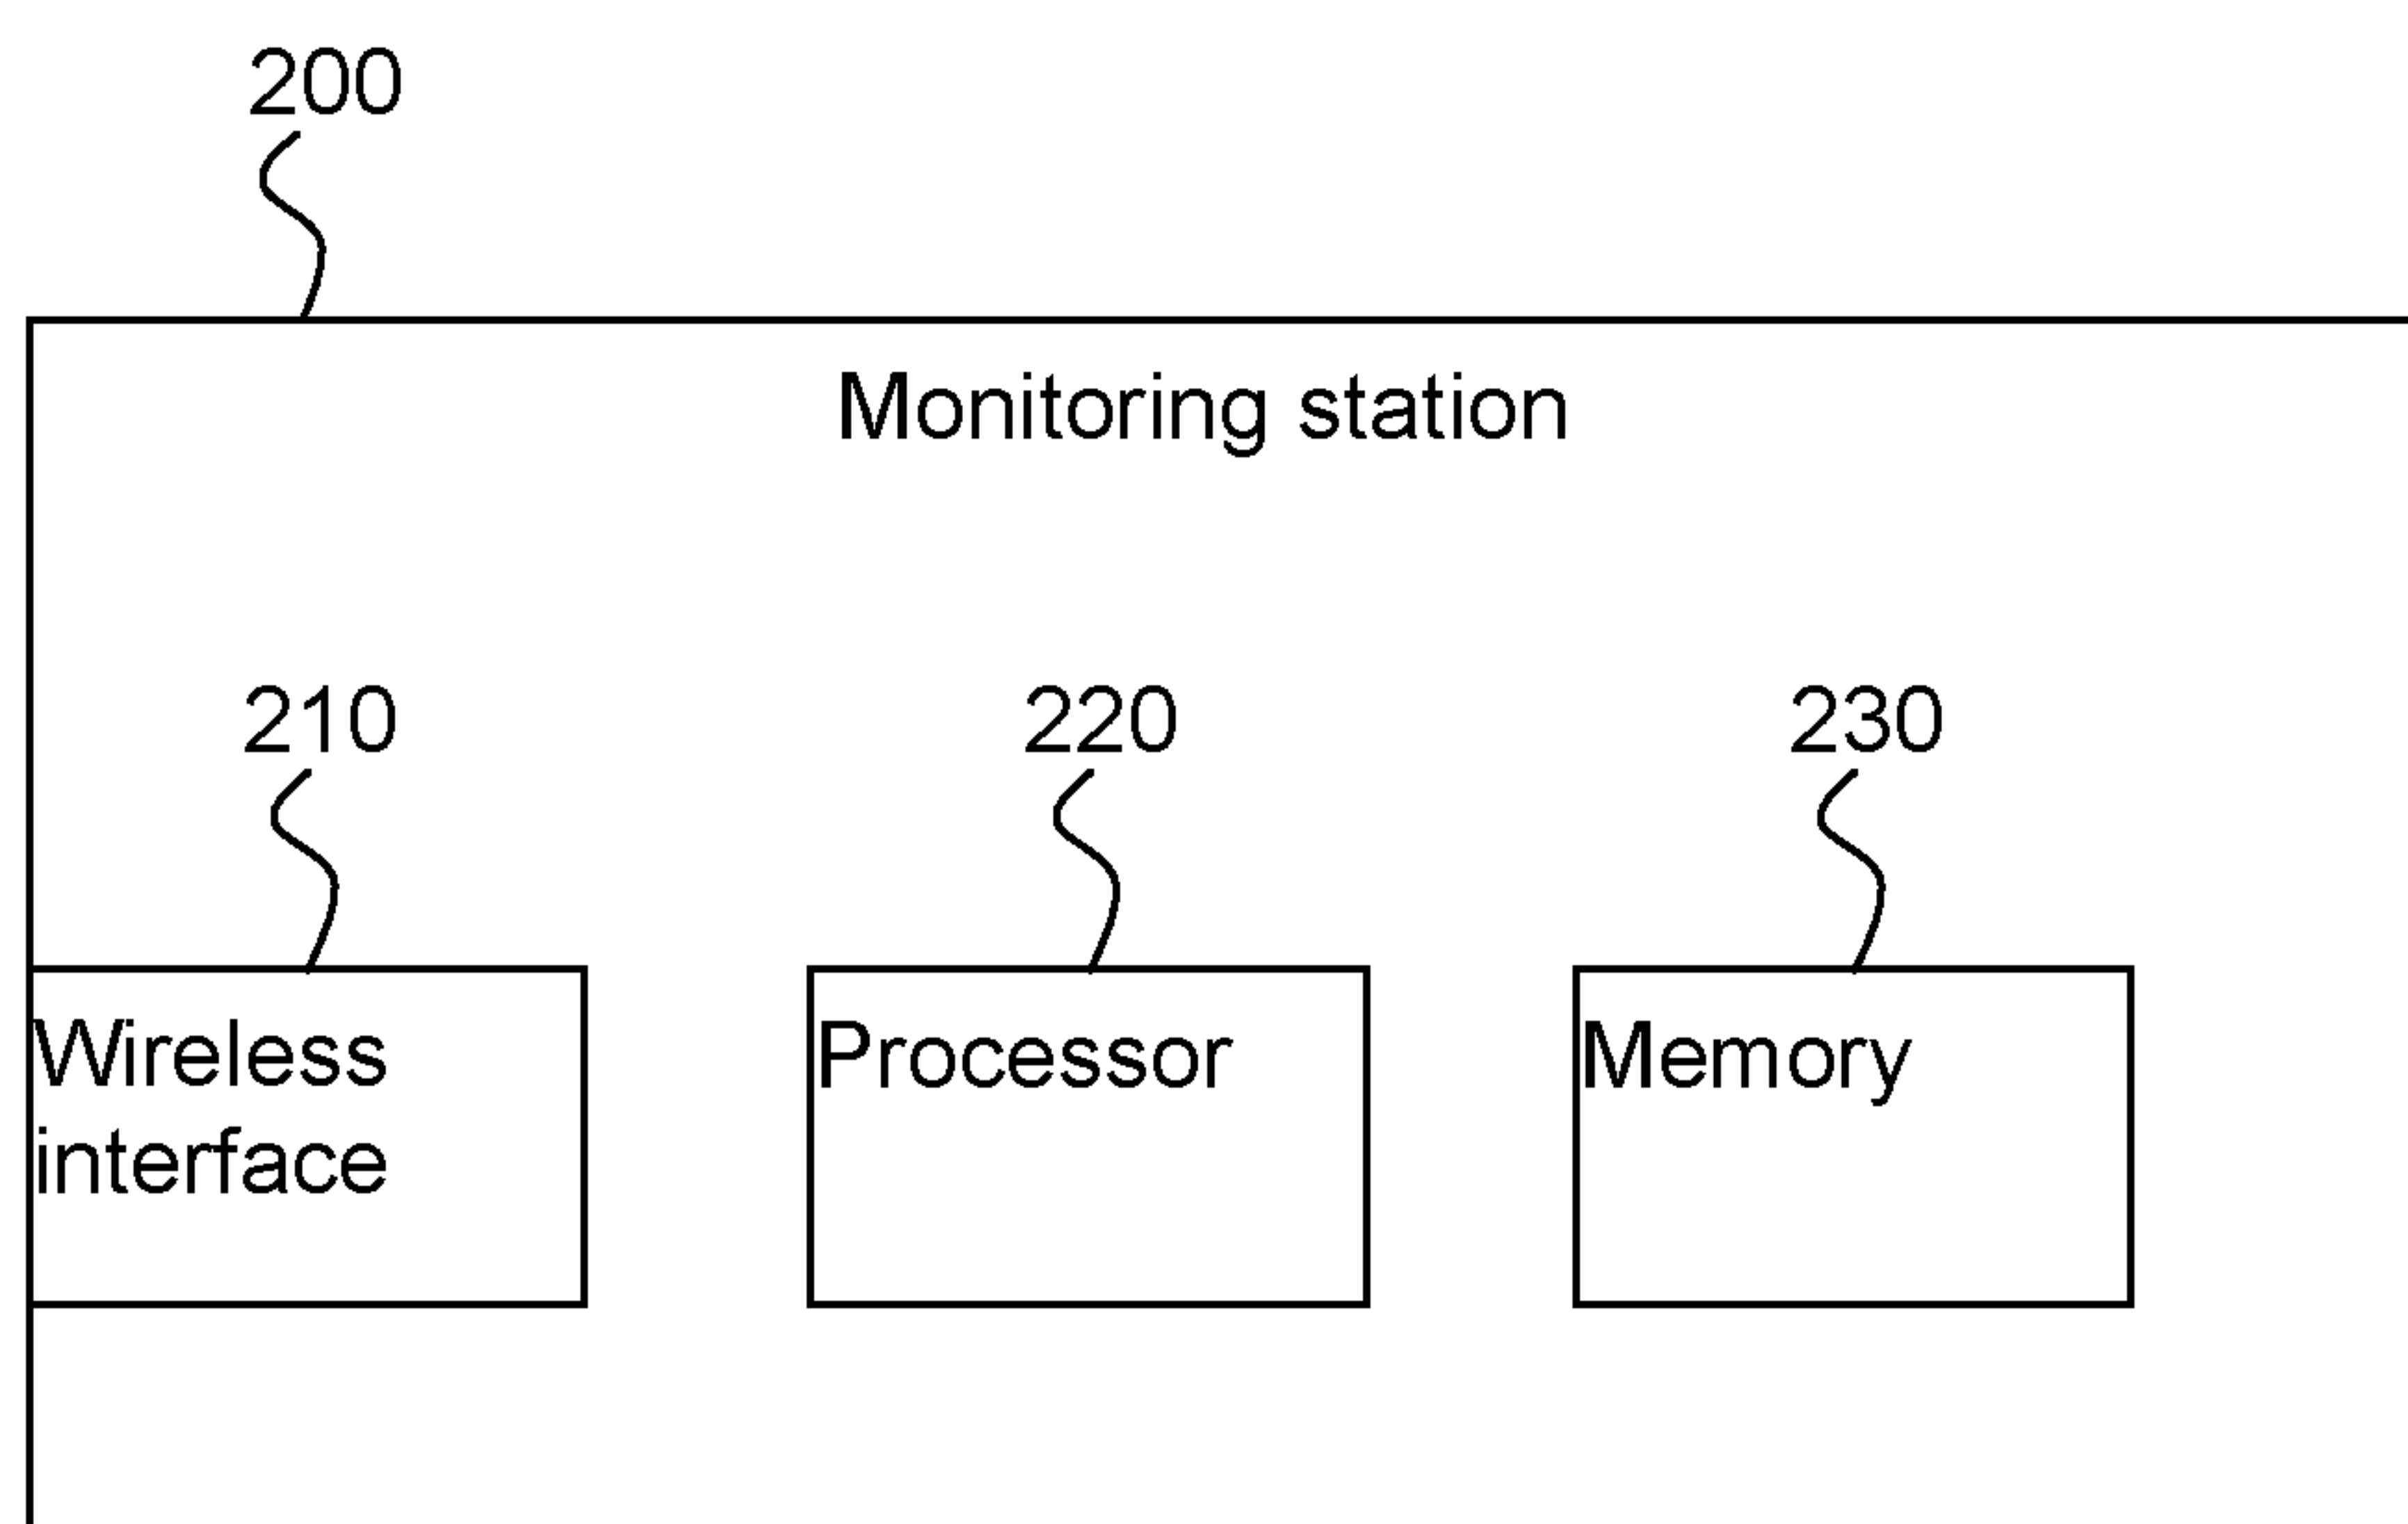 200
Monitoring station
210
220
230
Wireless
interface
Processor
Memory